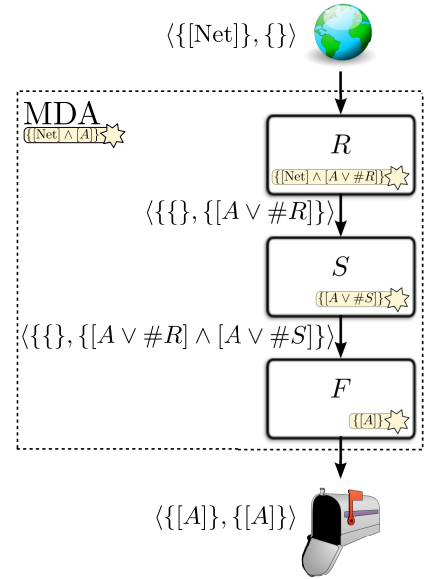 ⟨{[Net]}, {}⟩
MDA
{[Net ∧ A]}
R
{[Net] ∧ [A ∨ #R]}
⟨{{}, {[A ∨ #R]}⟩
S
{[A ∨ #S]}
⟨{{}, {[A ∨ #R] ∧ [A ∨ #S]}⟩
F
{[A]}
⟨{[A]}, {[A]}⟩